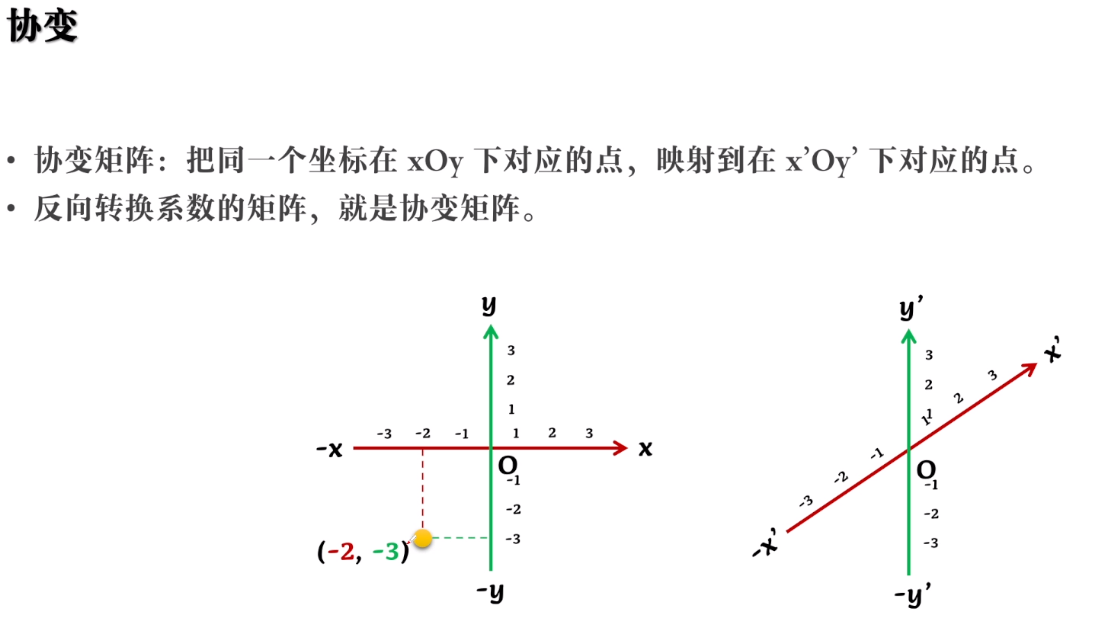 协变
• 协变矩阵：把同一个坐标在 xOy 下对应的点，映射到在 x’Oy’ 下对应的点。
• 反向转换系数的矩阵，就是协变矩阵。
y
3
2
1
-3 -2 -1 1 2 3
-x x
O
-1
-2
-3
(-2, -3)
-y
y’
x’
3
2
1
1 2 3
-3 -2 -1
O
-1
-2
-3
-x’
-y’